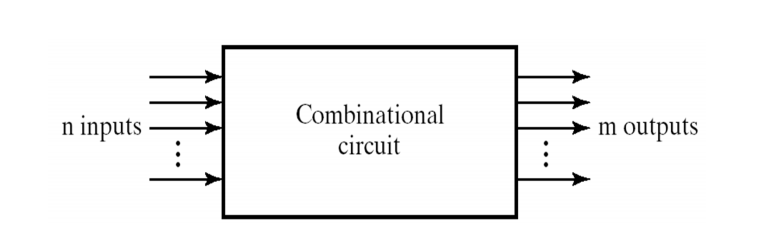 Combinational
circuit
n inputs
m outputs